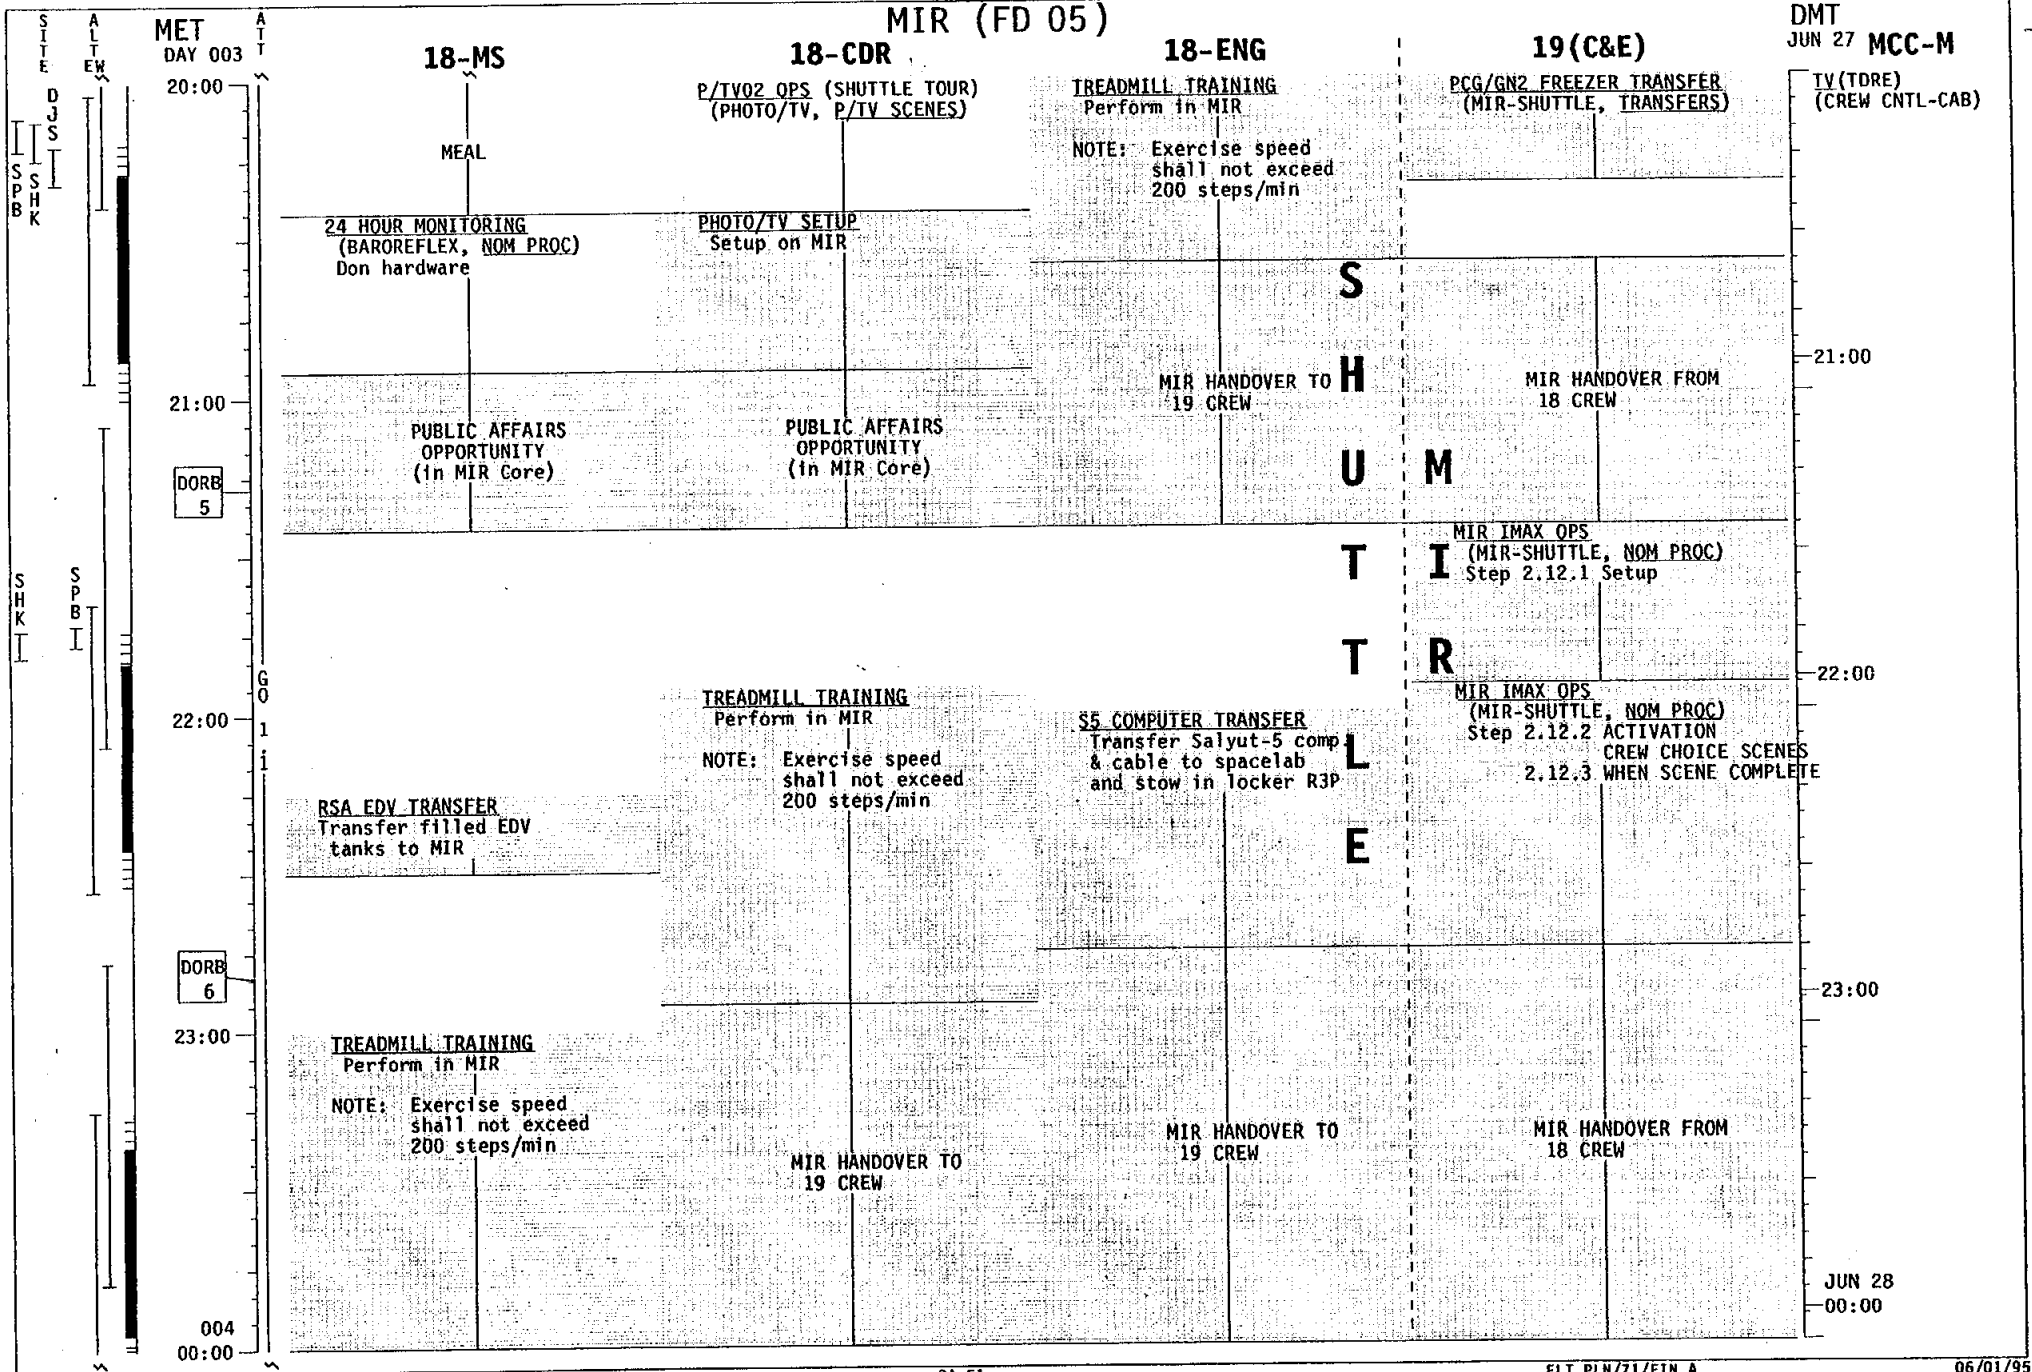 MIR (FD 05)
SITE
ALT
EW
MET
DAY 003
ATT
18-MS
18-CDR
18-ENG
19(C&E)
DMT
JUN 27
MCC-M
20:00
DJS
SPB
SHK
MEAL
P/TV02 OPS (SHUTTLE TOUR)
(PHOTO/TV, P/TV SCENES)
TREADMILL TRAINING
Perform in MIR
NOTE: Exercise speed
shall not exceed
200 steps/min
PCG/GN2 FREEZER TRANSFER
(MIR-SHUTTLE, TRANSFERS)
TV(TDRE)
(CREW CNTL-CAB)
24 HOUR MONITORING
(BAROREFLEX, NOM PROC)
Don hardware
PHOTO/TV SETUP
Setup on MIR
SHUTTLE
MIR
21:00
MIR HANDOVER TO
19 CREW
MIR HANDOVER FROM
18 CREW
21:00
PUBLIC AFFAIRS
OPPORTUNITY
(in MIR Core)
PUBLIC AFFAIRS
OPPORTUNITY
(in MIR Core)
DORB
5
MIR IMAX OPS
(MIR-SHUTTLE, NOM PROC)
Step 2.12.1 Setup
SHK
SPB
GO 11
22:00
22:00
TREADMILL TRAINING
Perform in MIR
NOTE: Exercise speed
shall not exceed
200 steps/min
S5 COMPUTER TRANSFER
Transfer Salyut-5 comp
& cable to spacelab
and stow in locker R3P
MIR IMAX OPS
(MIR-SHUTTLE, NOM PROC)
Step 2.12.2 ACTIVATION
CREW CHOICE SCENES
2.12.3 WHEN SCENE COMPLETE
RSA EDV TRANSFER
Transfer filled EDV
tanks to MIR
DORB
6
23:00
23:00
TREADMILL TRAINING
Perform in MIR
NOTE: Exercise speed
shall not exceed
200 steps/min
MIR HANDOVER TO
19 CREW
MIR HANDOVER TO
19 CREW
MIR HANDOVER FROM
18 CREW
JUN 28
00:00
004
00:00
FLT PLN/71/FIN A
06/01/95